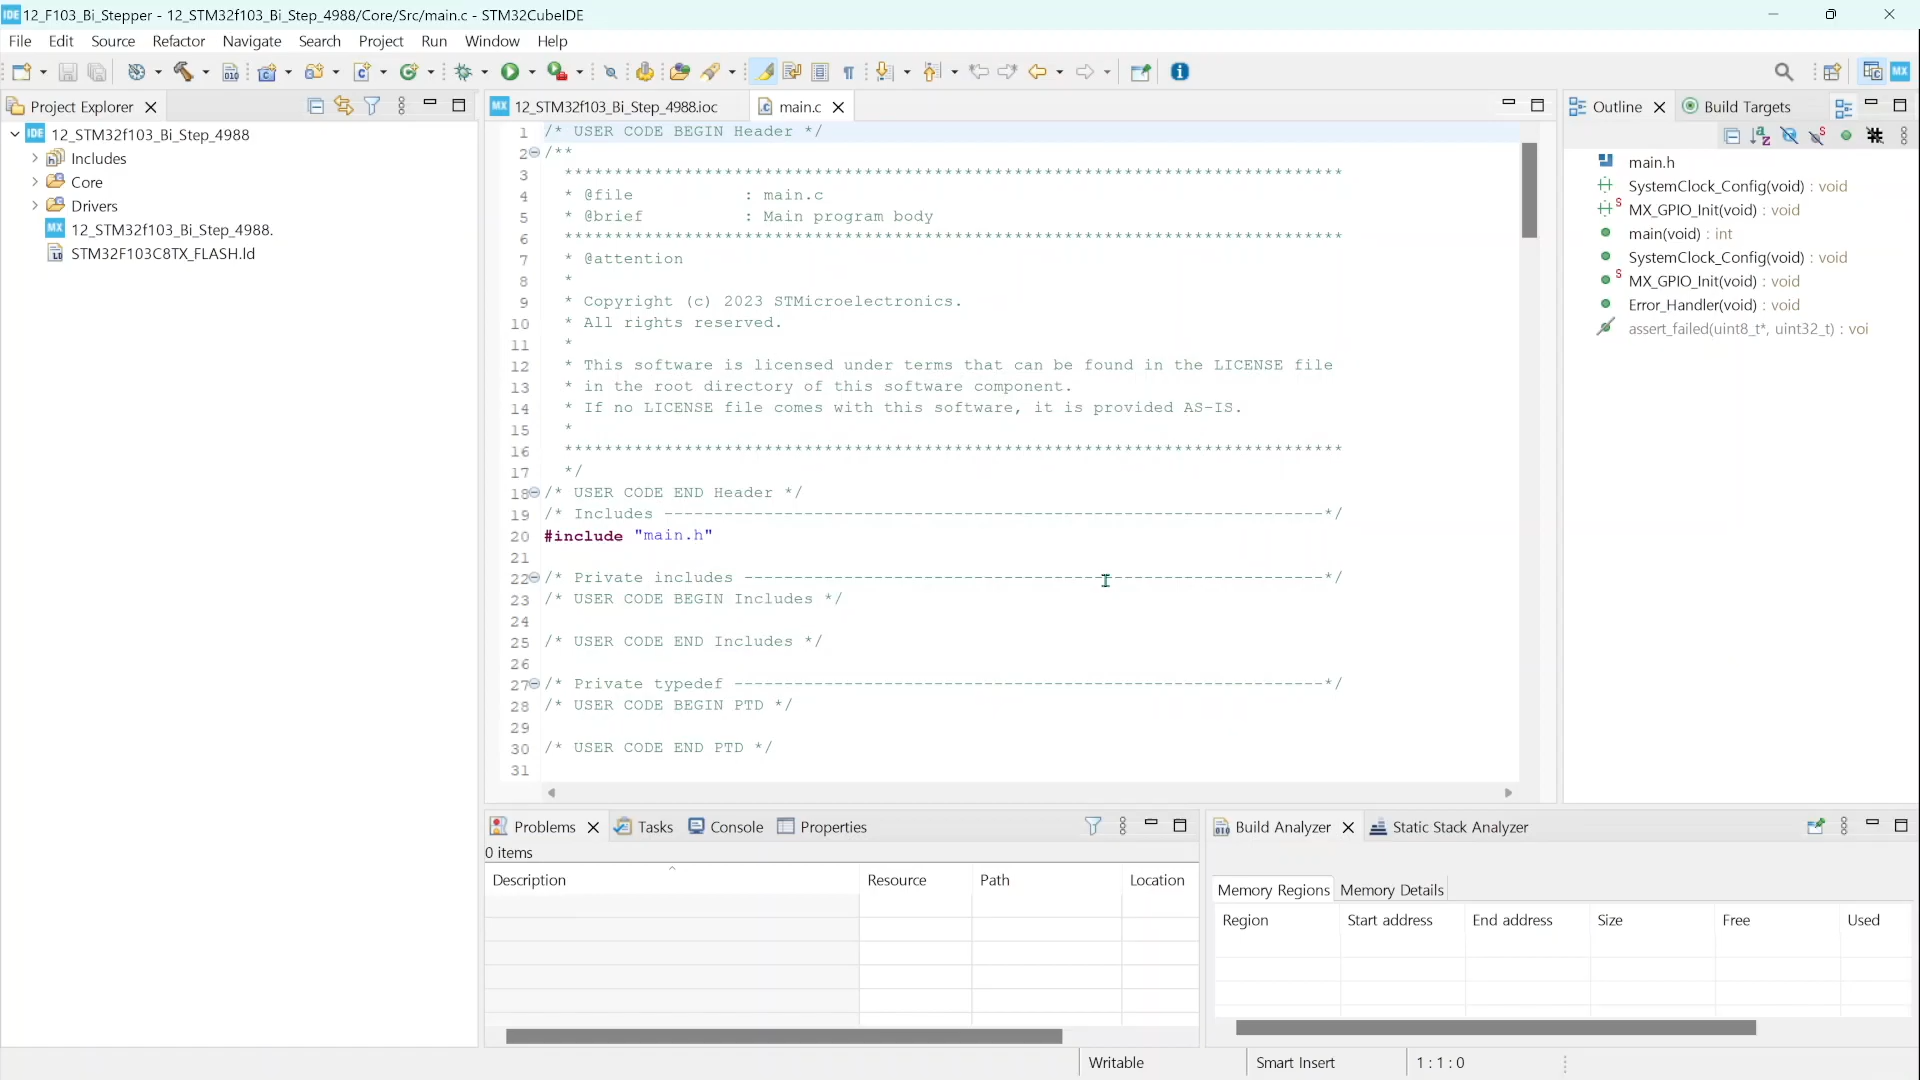 IDE 12_F103_Bi_Stepper - 12_STM32f103_Bi_Step_4988/Core/Src/main.c - STM32CubeIDE
File Edit Source Refactor Navigate Search Project Run Window Help
Project Explorer
IDE 12_STM32f103_Bi_Step_4988
Includes
Core
Drivers
MX 12_STM32f103_Bi_Step_4988.
STM32F103C8TX_FLASH.ld
MX 12_STM32f103_Bi_Step_4988.ioc main.c
1 /* USER CODE BEGIN Header */
2 /**
3 ******************************************************************************
4 * @file : main.c
5 * @brief : Main program body
6 ******************************************************************************
7 * @attention
8 *
9 * Copyright (c) 2023 STMicroelectronics.
10 * All rights reserved.
11 *
12 * This software is licensed under terms that can be found in the LICENSE file
13 * in the root directory of this software component.
14 * If no LICENSE file comes with this software, it is provided AS-IS.
15 *
16 ******************************************************************************
17 */
18 /* USER CODE END Header */
19 /* Includes ------------------------------------------------------------------*/
20 #include "main.h"
21
22 /* Private includes ----------------------------------------------------------*/
23 /* USER CODE BEGIN Includes */
24
25 /* USER CODE END Includes */
26
27 /* Private typedef -----------------------------------------------------------*/
28 /* USER CODE BEGIN PTD */
29
30 /* USER CODE END PTD */
31
Outline Build Targets
main.h
SystemClock_Config(void) : void
S MX_GPIO_Init(void) : void
main(void) : int
SystemClock_Config(void) : void
S MX_GPIO_Init(void) : void
Error_Handler(void) : void
assert_failed(uint8_t*, uint32_t) : voi
Problems Tasks Console Properties
0 items
Description Resource Path Location
Build Analyzer Static Stack Analyzer
Memory Regions Memory Details
Region Start address End address Size Free Used
Writable Smart Insert 1 : 1 : 0